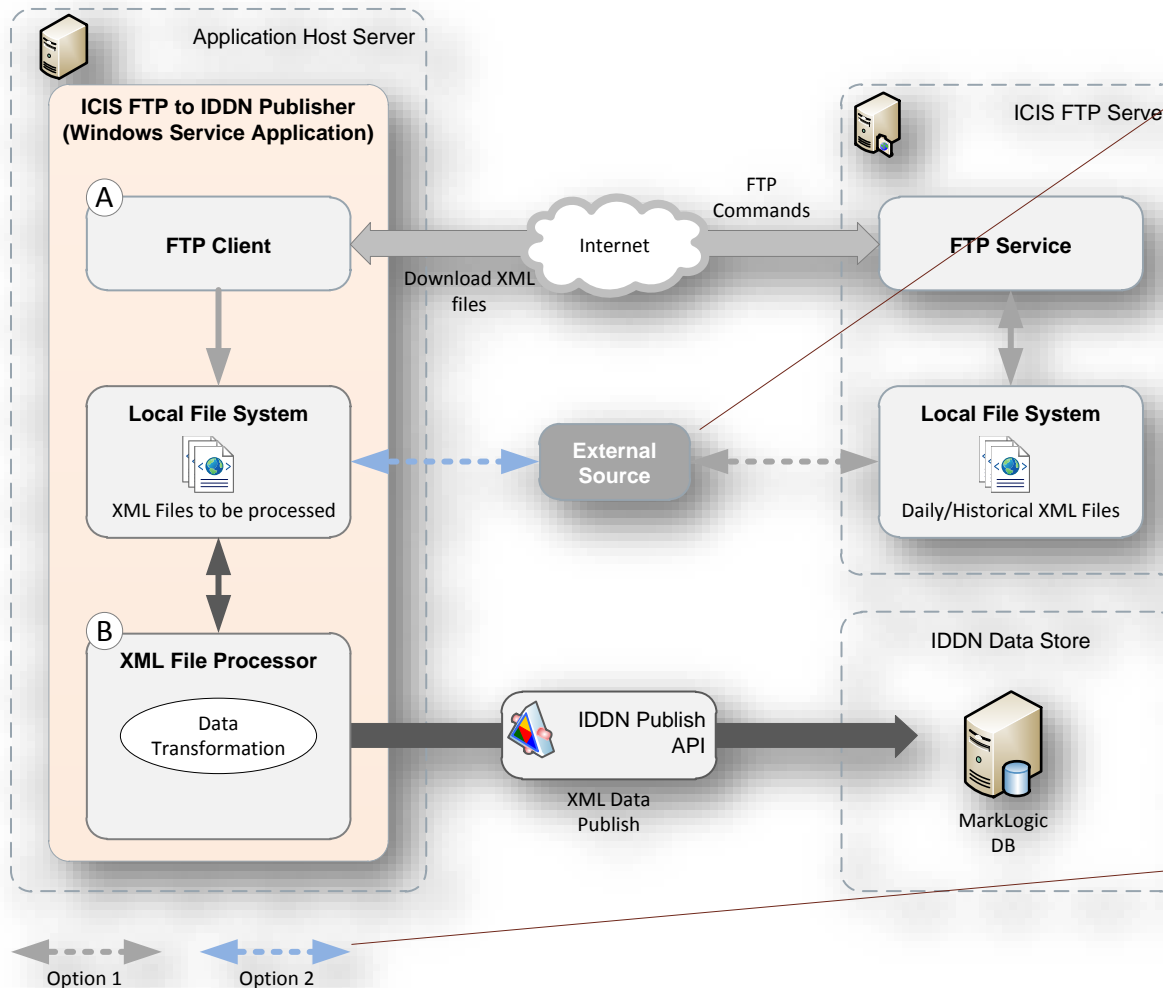 Application Host Server
ICIS FTP to IDDN Publisher
(Windows Service Application)
A
FTP Client
Local File System
XML Files to be processed
B
XML File Processor
Data
Transformation
Internet
FTP
Commands
Download XML
files
External
Source
IDDN Publish
API
XML Data
Publish
ICIS FTP Serve
FTP Service
Local File System
Daily/Historical XML Files
IDDN Data Store
MarkLogic
DB
Option 1
Option 2